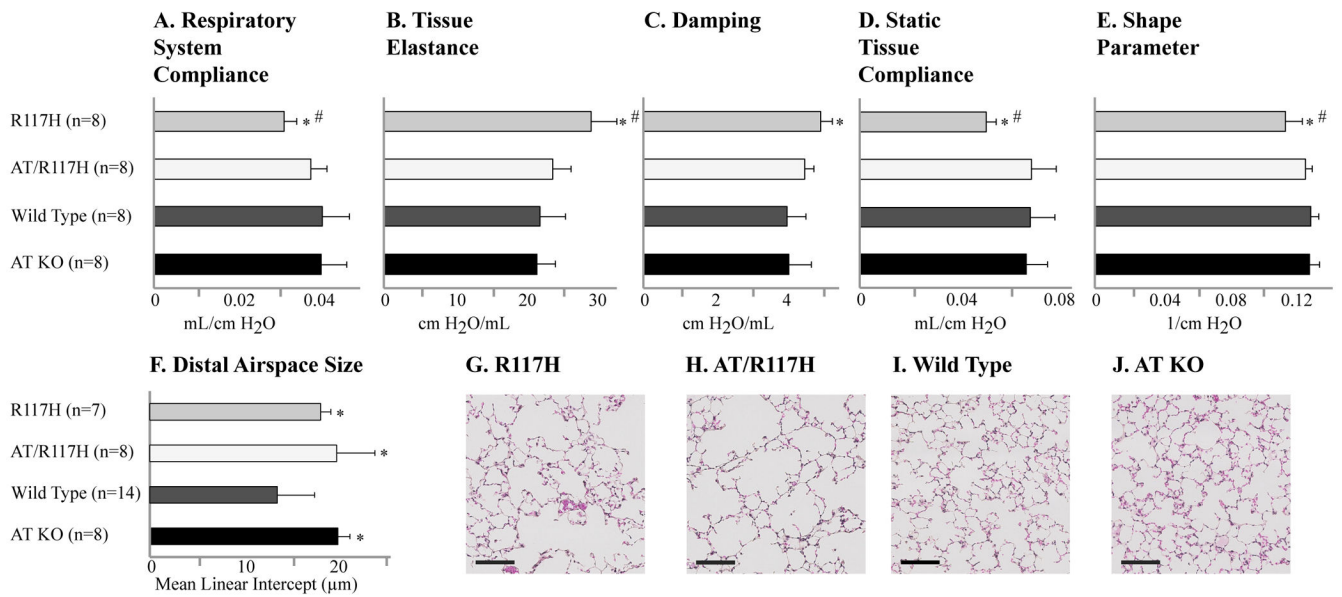 A. Respiratory
System
Compliance
B. Tissue
Elastance
C. Damping
D. Static
Tissue
Compliance
E. Shape
Parameter
R117H (n=8)
AT/R117H (n=8)
Wild Type (n=8)
AT KO (n=8)
* #
* #
*
* #
* #
0 0.02 0.04
mL/cm H2O
0 10 20 30
cm H2O/mL
0 2 4
cm H2O/mL
0 0.04 0.08
mL/cm H2O
0 0.04 0.08 0.12
1/cm H2O
F. Distal Airspace Size
R117H (n=7)
AT/R117H (n=8)
Wild Type (n=14)
AT KO (n=8)
*
*
*
0 10 20
Mean Linear Intercept (µm)
G. R117H
H. AT/R117H
I. Wild Type
J. AT KO